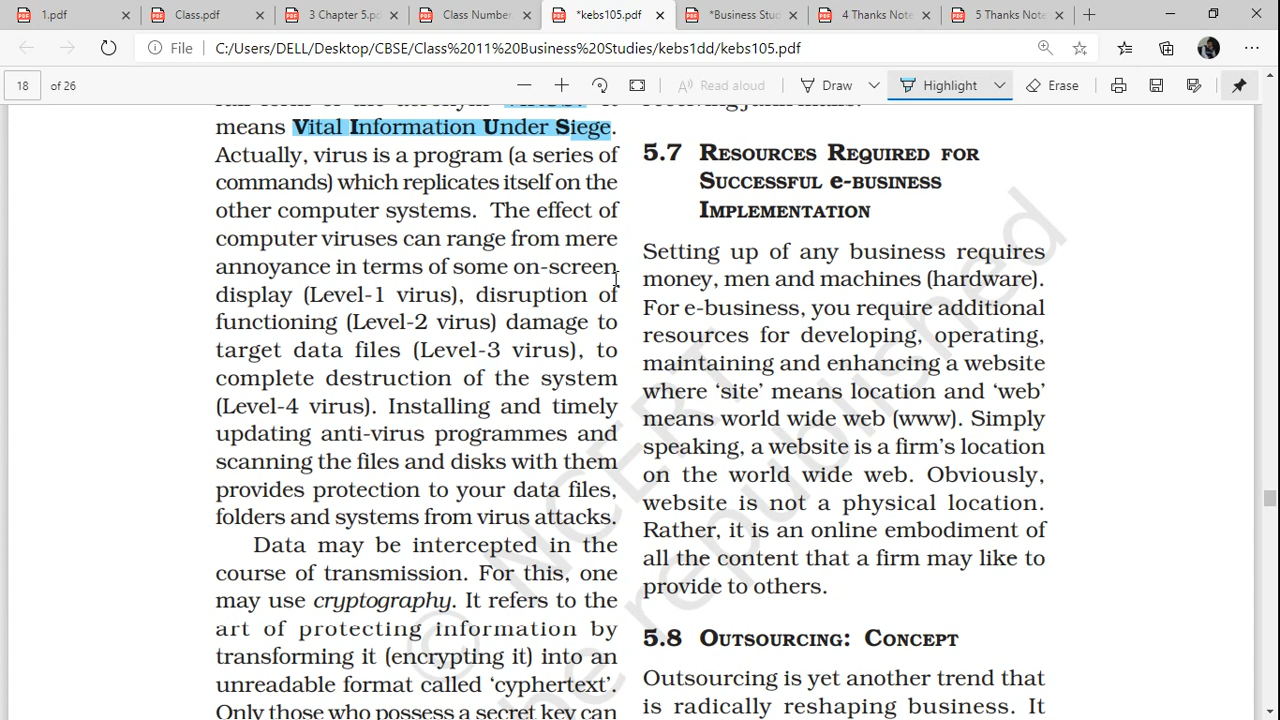 1.pdf
Class.pdf
3 Chapter 5.pd
Class Number
*kebs105.pdf
*Business Stud
4 Thanks Note
5 Thanks Note
File
C:/Users/DELL/Desktop/CBSE/Class%2011%20Business%20Studies/kebs1dd/kebs105.pdf
18 of 26
Read aloud
Draw
Highlight
Erase
means Vital Information Under Siege.
Actually, virus is a program (a series of
commands) which replicates itself on the
other computer systems. The effect of
computer viruses can range from mere
annoyance in terms of some on-screen
display (Level-1 virus), disruption of
functioning (Level-2 virus) damage to
target data files (Level-3 virus), to
complete destruction of the system
(Level-4 virus). Installing and timely
updating anti-virus programmes and
scanning the files and disks with them
provides protection to your data files,
folders and systems from virus attacks.
Data may be intercepted in the
course of transmission. For this, one
may use cryptography. It refers to the
art of protecting information by
transforming it (encrypting it) into an
unreadable format called ‘cyphertext’.
Only those who possess a secret key can
5.7 Resources Required for
Successful e-business
Implementation
Setting up of any business requires
money, men and machines (hardware).
For e-business, you require additional
resources for developing, operating,
maintaining and enhancing a website
where ‘site’ means location and ‘web’
means world wide web (www). Simply
speaking, a website is a firm’s location
on the world wide web. Obviously,
website is not a physical location.
Rather, it is an online embodiment of
all the content that a firm may like to
provide to others.
5.8 Outsourcing: Concept
Outsourcing is yet another trend that
is radically reshaping business. It
© NCERT
be republished